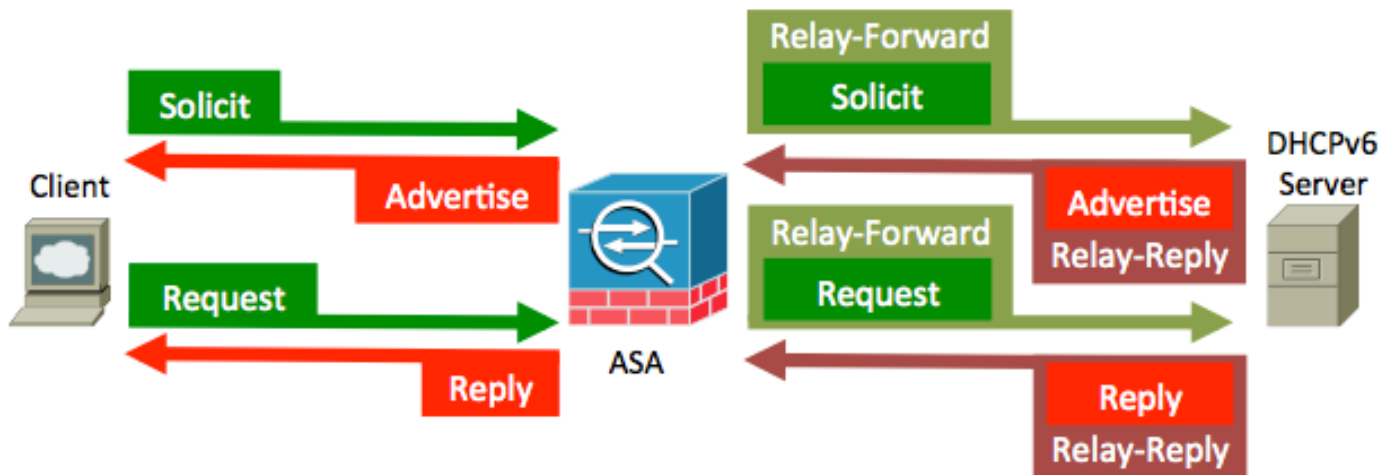 Relay-Forward
Solicit
Solicit
DHCPv6
Server
Client
Advertise
Advertise
Relay-Reply
Relay-Forward
Request
Request
ASA
Reply
Reply
Relay-Reply